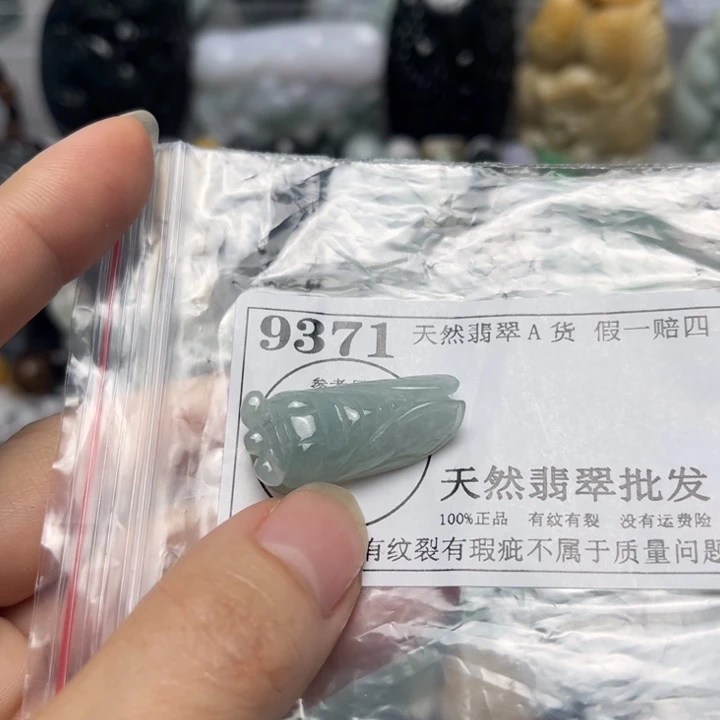 9371 天然翡翠A货 假一赔四
天然翡翠批发
100%正品 有纹有裂 没有运费险
有纹裂有瑕疵不属于质量问题